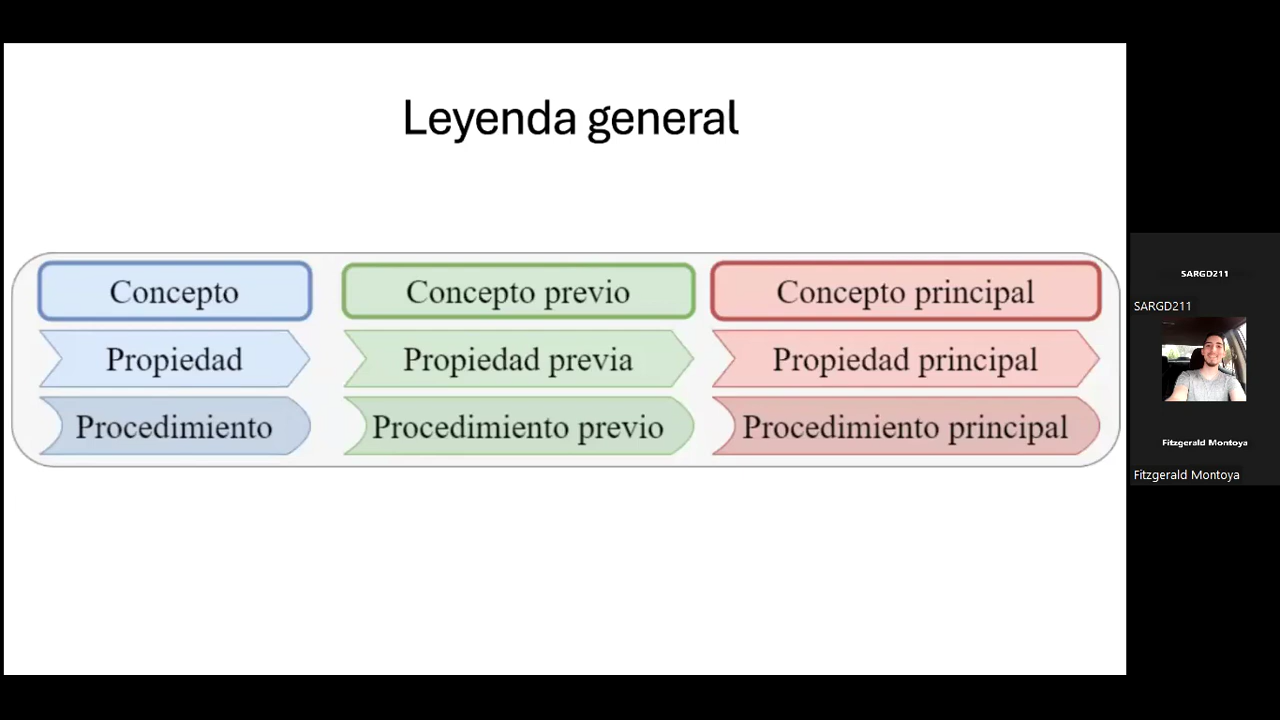 Leyenda general
Concepto
Concepto previo
Concepto principal
Propiedad
Propiedad previa
Propiedad principal
Procedimiento
Procedimiento previo
Procedimiento principal
SARGD211
SARGD211
Fitzgerald Montoya
Fitzgerald Montoya